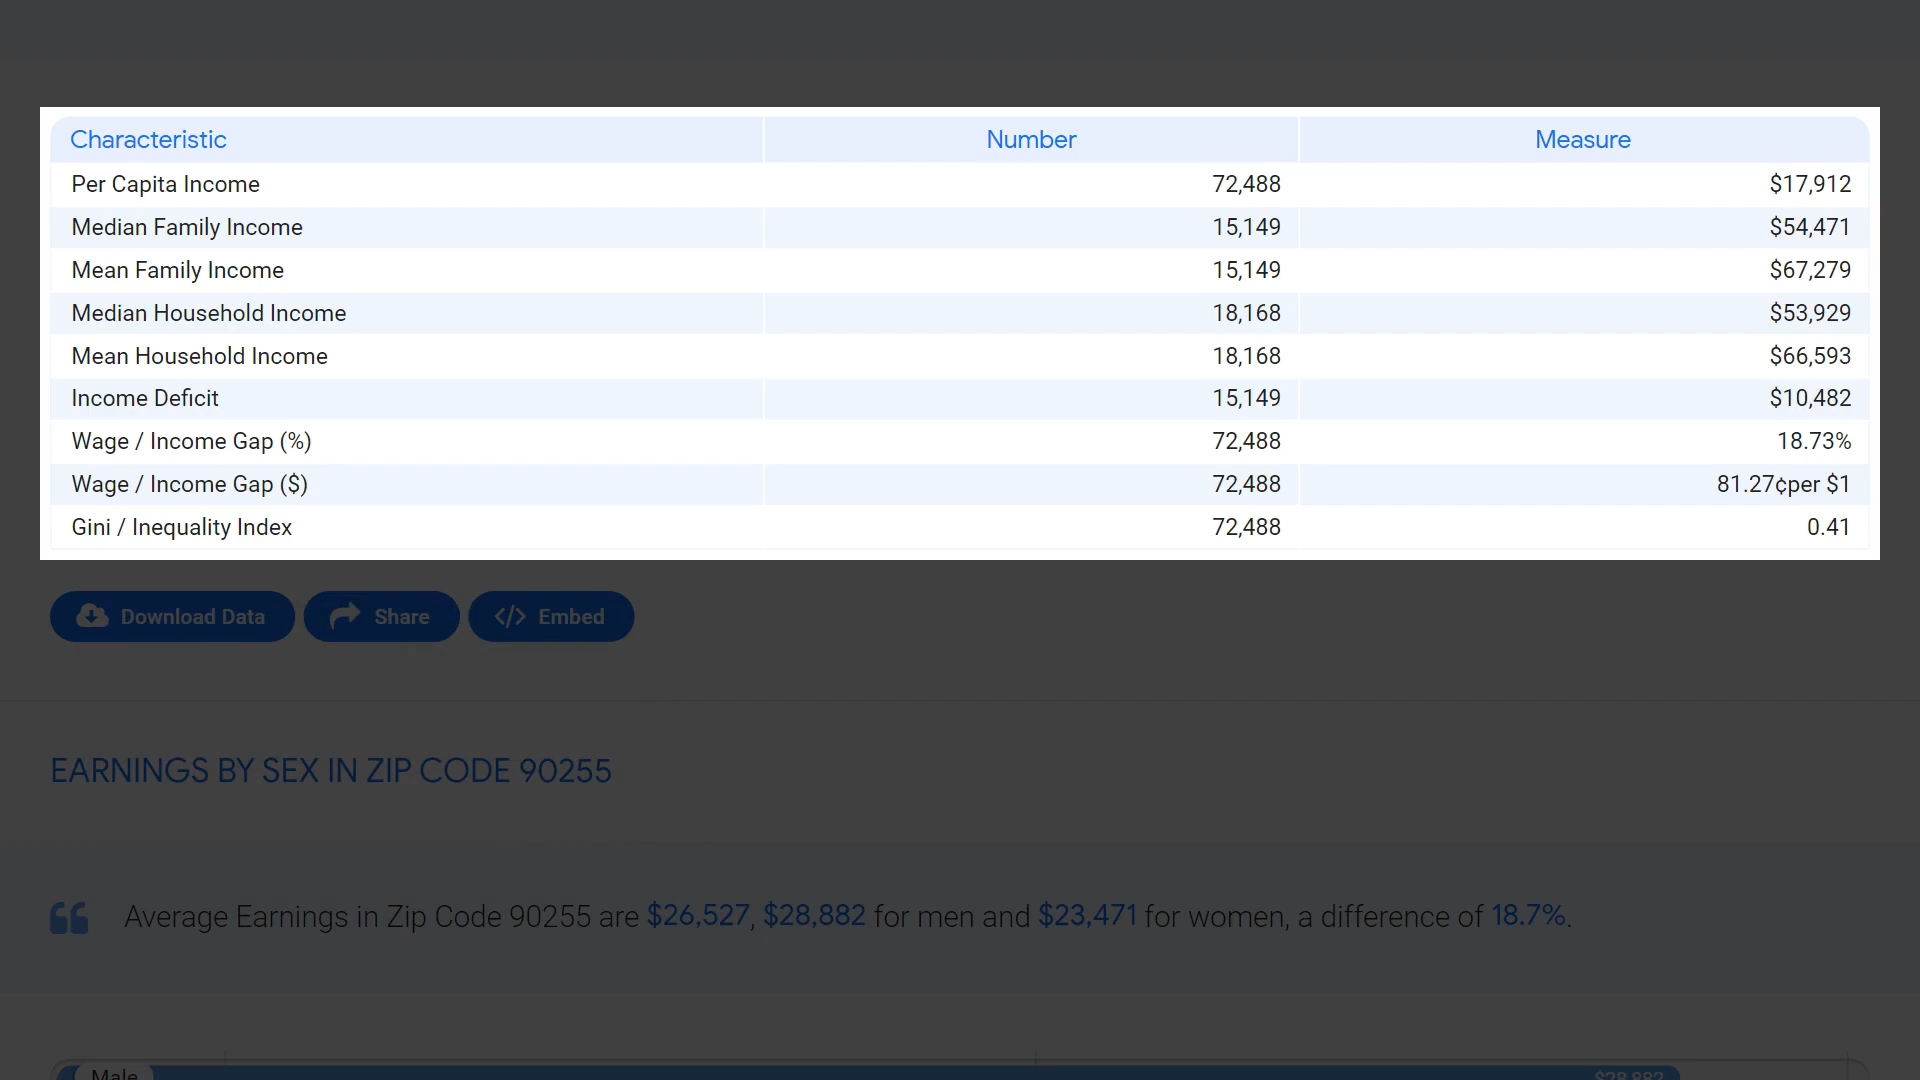 Characteristic Number Measure
Per Capita Income 72,488 $17,912
Median Family Income 15,149 $54,471
Mean Family Income 15,149 $67,279
Median Household Income 18,168 $53,929
Mean Household Income 18,168 $66,593
Income Deficit 15,149 $10,482
Wage / Income Gap (%) 72,488 18.73%
Wage / Income Gap ($) 72,488 81.27¢per $1
Gini / Inequality Index 72,488 0.41
Download Data Share Embed
EARNINGS BY SEX IN ZIP CODE 90255
Average Earnings in Zip Code 90255 are $26,527, $28,882 for men and $23,471 for women, a difference of 18.7%.
Male $28,882